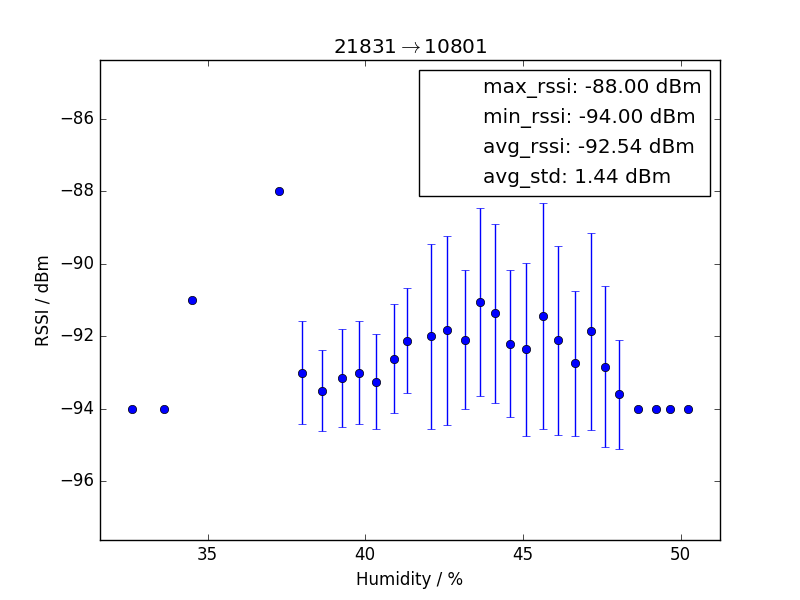 21831→10801
max_rssi: -88.00 dBm
min_rssi: -94.00 dBm
avg_rssi: -92.54 dBm
avg_std: 1.44 dBm
RSSI / dBm
−86
−88
−90
−92
−94
−96
35 40 45 50
Humidity / %